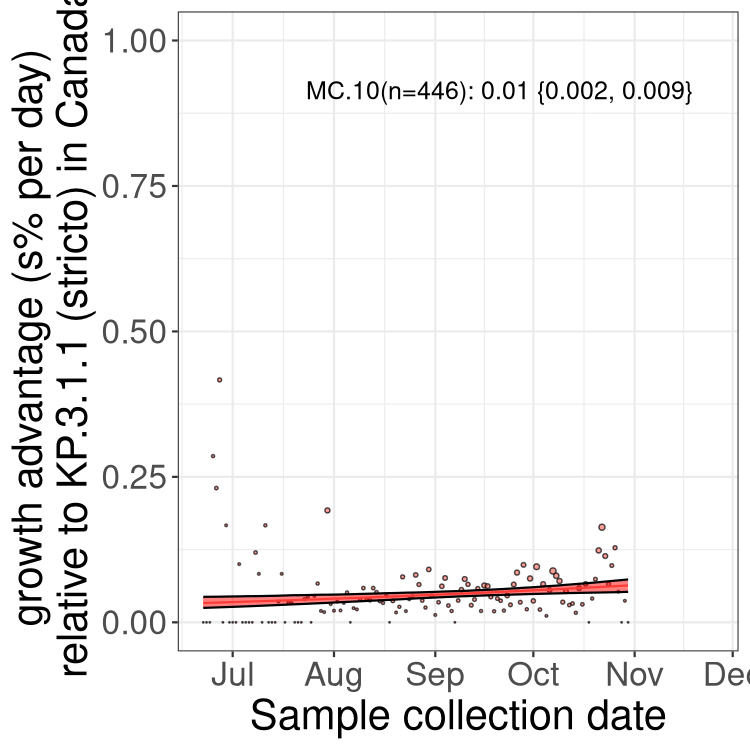 growth advantage (s% per day)
relative to KP.3.1.1 (stricto) in Canada
1.00
MC.10(n=446): 0.01 {0.002, 0.009}
0.75
0.50
0.25
0.00
Jul Aug Sep Oct Nov Dec
Sample collection date